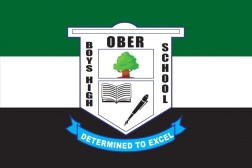 OBER
BOYS HIGH
SCHOOL
DETERMINED TO EXCEL